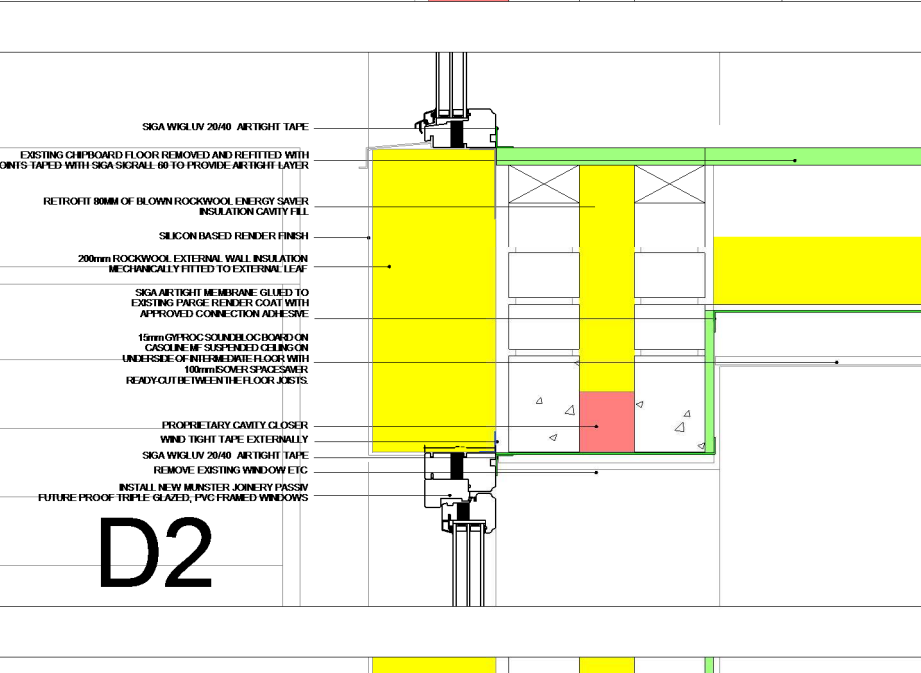 SIGA WIGLUV 20/40 AIRTIGHT TAPE
EXISTING CHIPBOARD FLOOR REMOVED AND REFITTED WITH
OINTS TAPED WITH SIGA SICRALL 60 TO PROVIDE AIRTIGHT LAYER
RETROFIT 80MM OF BLOWN ROCKWOOL ENERGY SAVER
INSULATION CAVITY FILL
SILICON BASED RENDER FINISH
200mm ROCKWOOL EXTERNAL WALL INSULATION
MECHANICALLY FITTED TO EXTERNAL LEAF
SIGA AIRTIGHT MEMBRANE GLUED TO
EXISTING PARGE RENDER COAT WITH
APPROVED CONNECTION ADHESIVE
15mm GYPROC SOUNDBLOC BOARD ON
GASOLINE MF SUSPENDED CEILING ON
UNDERSIDE OF INTERMEDIATE FLOOR WITH
100mm ISOVER SPACESAVER
READY-CUT BETWEEN THE FLOOR JOISTS.
PROPRIETARY CAVITY CLOSER
WIND TIGHT TAPE EXTERNALLY
SIGA WIGLUV 20/40 AIRTIGHT TAPE
REMOVE EXISTING WINDOW ETC
INSTALL NEW MUNSTER JOINERY PASSIV
FUTURE PROOF TRIPLE GLAZED, PVC FRAMED WINDOWS
D2